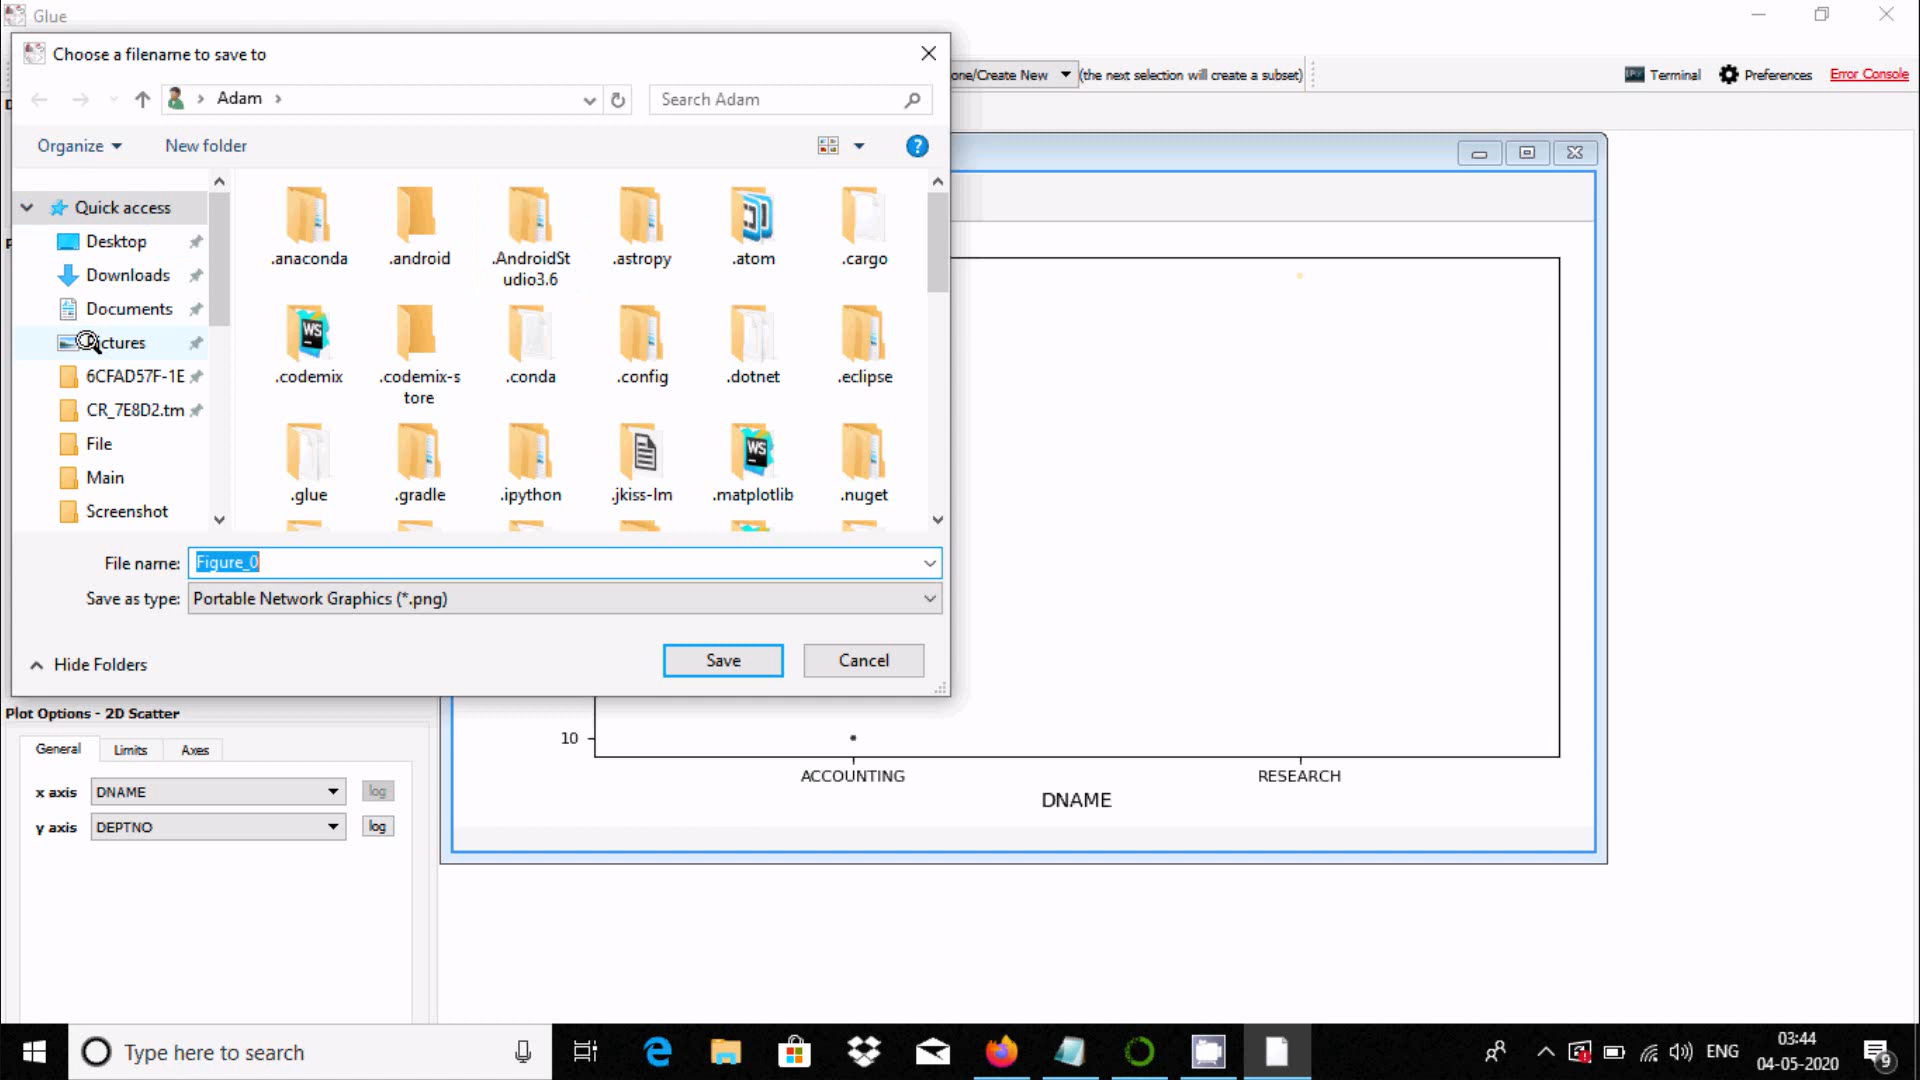 Glue
Choose a filename to save to
Adam
Search Adam
one/Create New
(the next selection will create a subset)
Terminal
Preferences
Error Console
Organize
New folder
?
Quick access
Desktop
Downloads
Documents
ctures
6CFAD57F-1E
CR_7E8D2.tm
File
Main
Screenshot
.anaconda
.android
.AndroidSt
udio3.6
.astropy
.atom
.cargo
WS
.codemix
.codemix-s
tore
.conda
.config
.dotnet
.eclipse
WS
.glue
.gradle
.ipython
.jkiss-lm
.matplotlib
.nuget
File name:
Figure_0
Save as type:
Portable Network Graphics (*.png)
Hide Folders
Save
Cancel
Plot Options - 2D Scatter
General
Limits
Axes
x axis
DNAME
log
y axis
DEPTNO
log
10
ACCOUNTING
RESEARCH
DNAME
Type here to search
ENG
03:44
04-05-2020
9